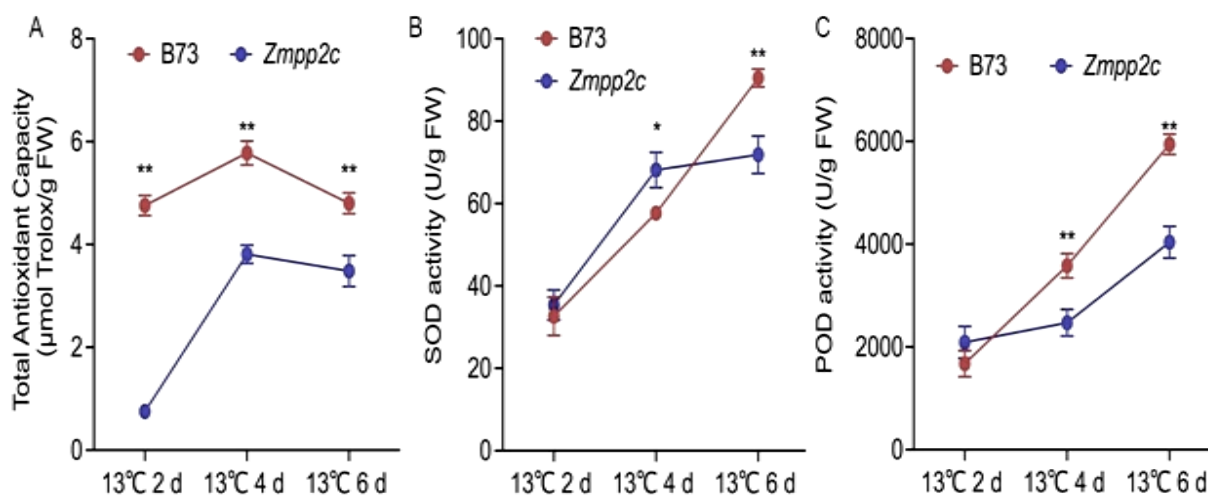 A
Total Antioxidant Capacity
(μmol Trolox/g FW)
8
6
4
2
0
B73
Zmpp2c
**
**
**
13℃ 2 d
13℃ 4 d
13℃ 6 d
B
SOD activity (U/g FW)
100
80
60
40
20
0
B73
Zmpp2c
*
**
13℃ 2 d
13℃ 4 d
13℃ 6 d
C
POD activity (U/g FW)
8000
6000
4000
2000
0
B73
Zmpp2c
**
**
13℃ 2 d
13℃ 4 d
13℃ 6 d